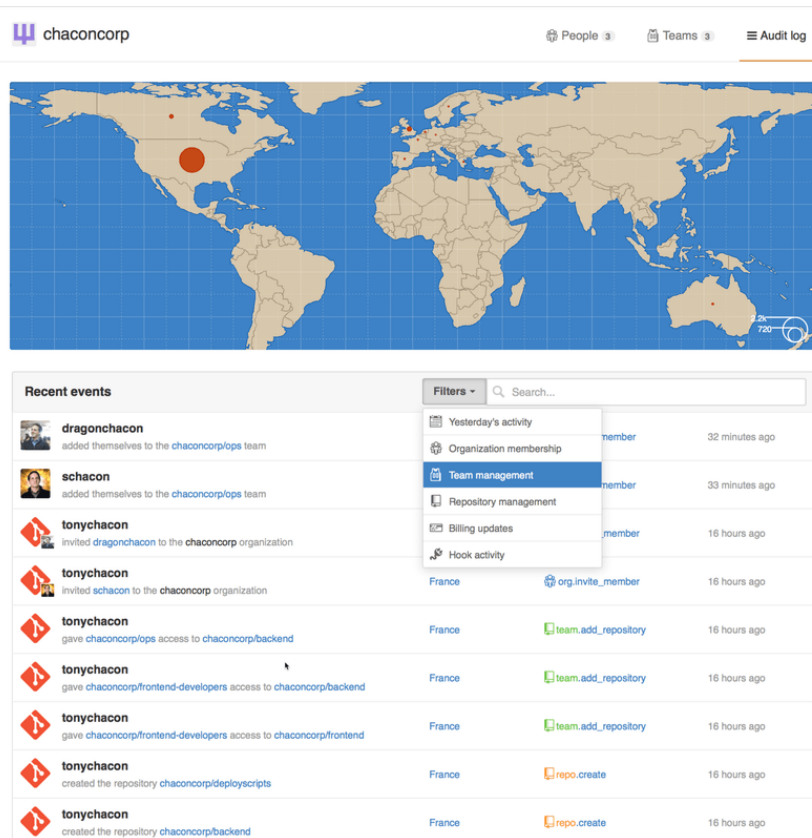 chaconcorp
People 3
Teams 3
Audit log
2.2k
720
Recent events
Filters
Search...
Yesterday's activity
Organization membership
Team management
Repository management
Billing updates
Hook activity
dragonchacon
added themselves to the chaconcorp/ops team
member
32 minutes ago
schacon
added themselves to the chaconcorp/ops team
member
33 minutes ago
tonychacon
invited dragonchacon to the chaconcorp organization
_member
16 hours ago
tonychacon
invited schacon to the chaconcorp organization
France
org.invite_member
16 hours ago
tonychacon
gave chaconcorp/ops access to chaconcorp/backend
France
team.add_repository
16 hours ago
tonychacon
gave chaconcorp/frontend-developers access to chaconcorp/backend
France
team.add_repository
16 hours ago
tonychacon
gave chaconcorp/frontend-developers access to chaconcorp/frontend
France
team.add_repository
16 hours ago
tonychacon
created the repository chaconcorp/deployscripts
France
repo.create
16 hours ago
tonychacon
created the repository chaconcorp/backend
France
repo.create
16 hours ago